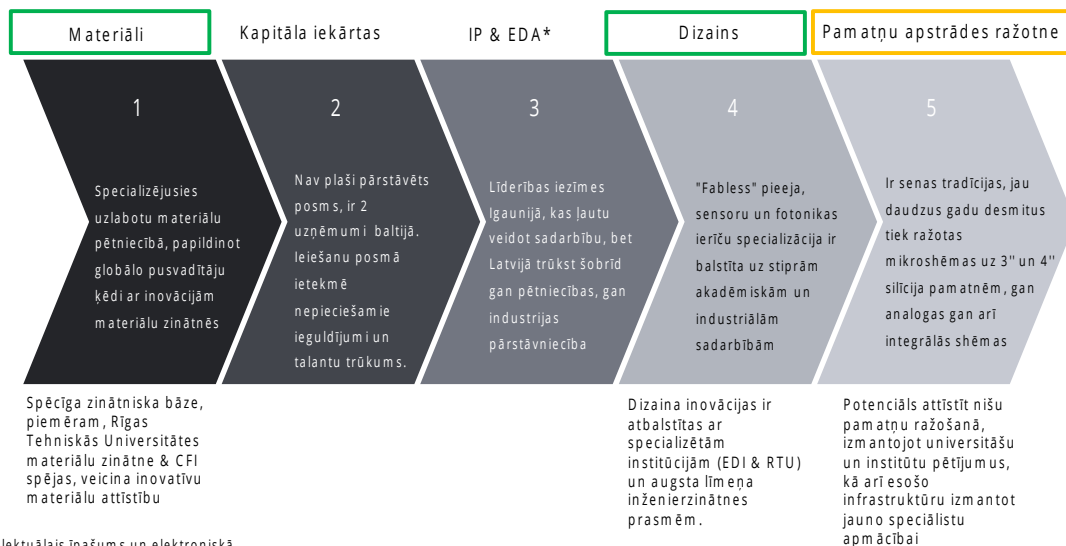 Materiāli
Kapitāla iekārtas
IP & EDA*
Dizains
Pamatņu apstrādes ražotne
1
Specializējusies
uzlabotu materiālu
pētniecībā, papildinot
globālo pusvadītāju
ķēdi ar inovācijām
materiālu zinātnēs
2
Nav plaši pārstāvēts
posms, ir 2
uzņēmumi baltijā.
Ieiešanu posmā
ietekmē
nepieciešamie
ieguldījumi un
talantu trūkums.
3
Līderības iezīmes
Igaunijā, kas ļautu
veidot sadarbību, bet
Latvijā trūkst šobrīd
gan pētniecības, gan
industrijas
pārstāvniecība
4
"Fabless" pieeja,
sensoru un fotonikas
ierīču specializācija ir
balstīta uz stiprām
akadēmiskām un
industriālām
sadarbībām
5
Ir senas tradīcijas, jau
daudzus gadu desmitus
tiek ražotas
mikroshēmas uz 3" un 4"
silīcija pamatnēm, gan
analogas gan arī
integrālās shēmas
Spēcīga zinātniska bāze,
piemēram, Rīgas
Tehniskās Universitātes
materiālu zinātne & CFI
spējas, veicina inovatīvu
materiālu attīstību
Dizaina inovācijas ir
atbalstītas ar
specializētām
institūcijām (EDI & RTU)
un augsta līmeņa
inženierzinātnes
prasmēm.
Potenciāls attīstīt nišu
pamatņu ražošanā,
izmantojot universitāšu
un institūtu pētījumus,
kā arī esošo
infrastruktūru izmantot
jauno speciālistu
apmācībai
lektuālais īpašums un elektroniskā